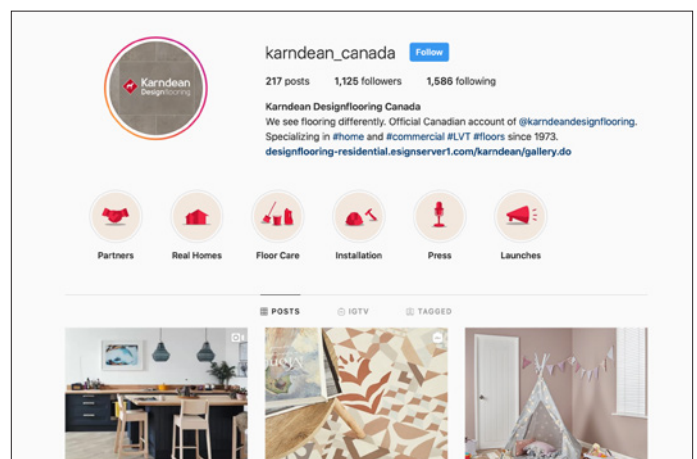 Karndean
Designflooring
karndean_canada Follow
217 posts 1,125 followers 1,586 following
Karndean Designflooring Canada
We see flooring differently. Official Canadian account of @karndeandesignflooring.
Specializing in #home and #commercial #LVT #floors since 1973.
designflooring-residential.esignserver1.com/karndean/gallery.do
Partners Real Homes Floor Care Installation Press Launches
POSTS IGTV TAGGED